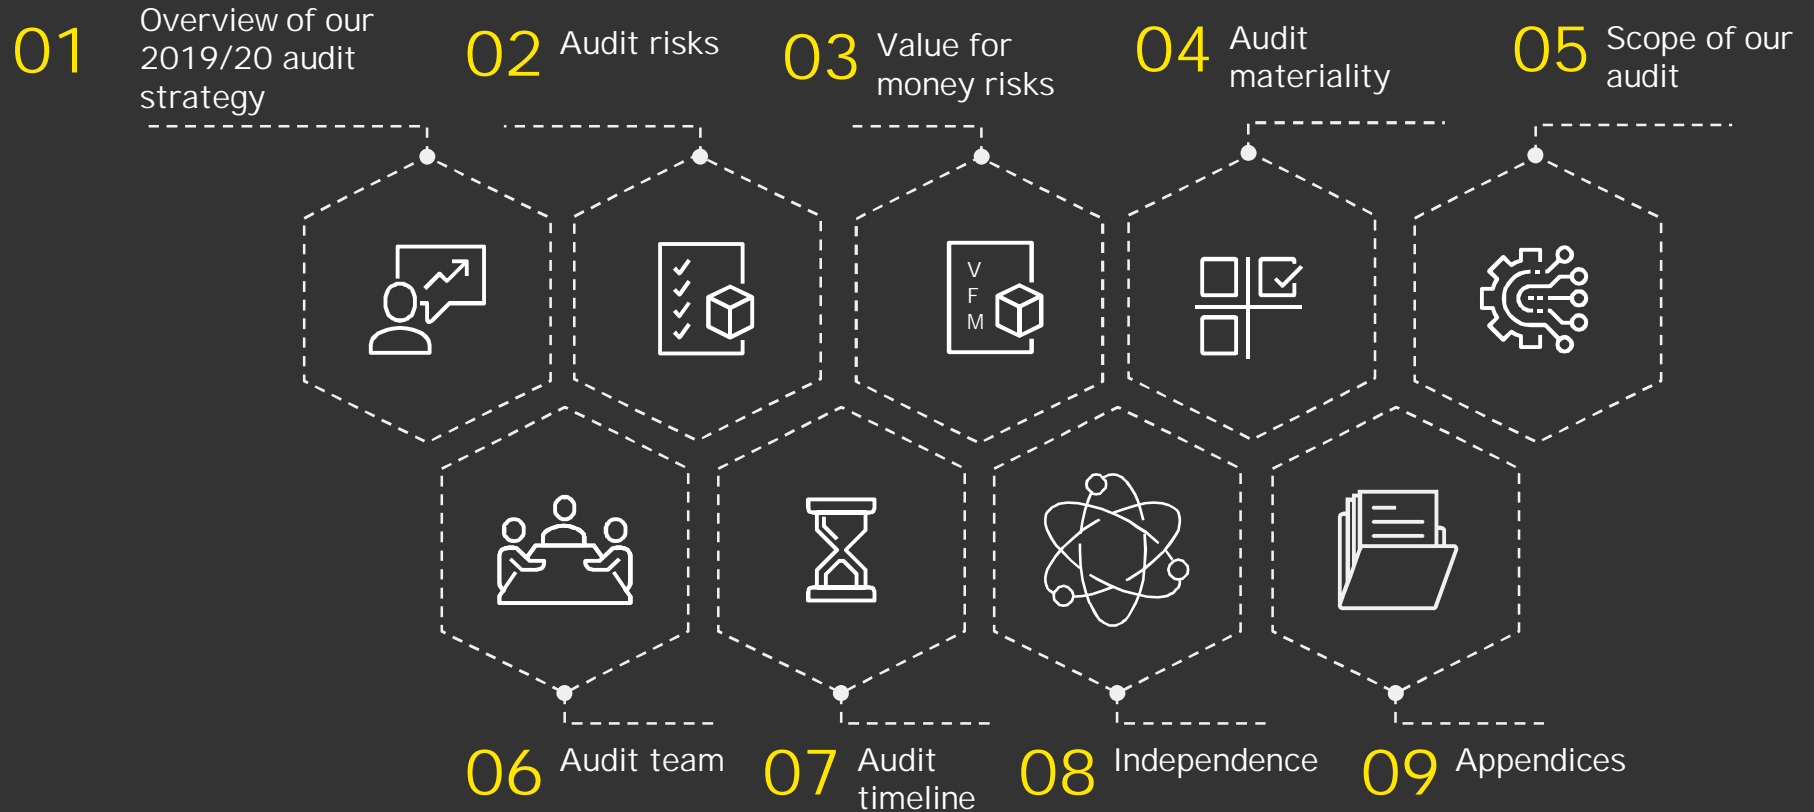 01
Overview of our
2019/20 audit
strategy
02
Audit risks
03
Value for
money risks
04
Audit
materiality
05
Scope of our
audit
V
F
M
06
Audit team
07
Audit
timeline
08
Independence
09
Appendices